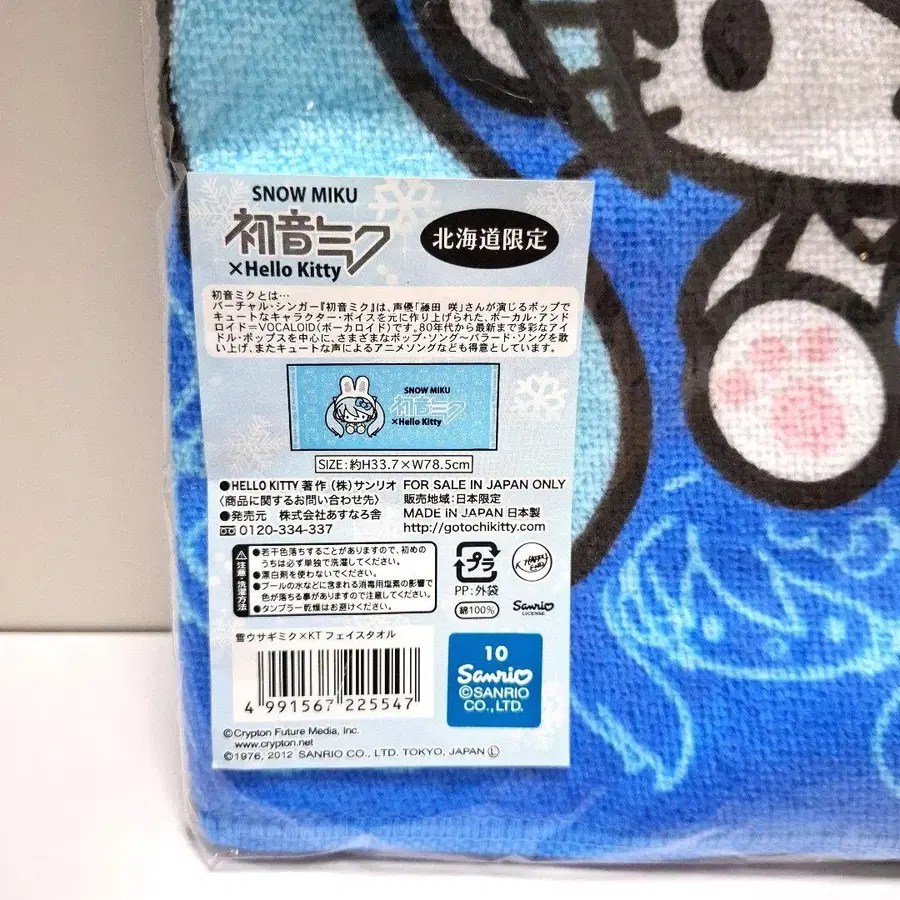 SNOW MIKU
初音ミク
×Hello Kitty
北海道限定
初音ミクとは…
バーチャル・シンガー『初音ミク』は、声優「藤田 咲」さんが演じるポップで
キュートなキャラクター・ボイスを元に作り上げられた、ボーカル・アンド
ロイド=VOCALOID(ボーカロイド)です。80年代から最新まで多彩なアイ
ドル・ポップスを中心に、さまざまなポップ・ソング〜バラード・ソングを歌
い上げ、またキュートな声によるアニメソングなども得意としています。
SNOW MIKU
初音ミク
×Hello Kitty
SIZE:約H33.7×W78.5cm
●HELLO KITTY 著作 (株)サンリオ
〈商品に関するお問い合わせ先〉
●発売元 株式会社あすなろ舎
0120-334-337
FOR SALE IN JAPAN ONLY
販売地域:日本限定
MADE IN JAPAN 日本製
http://gotochikitty.com
注意・洗濯方法
●若干色落ちすることがありますので、初めの
うちは必ず単独で洗濯してください。
●漂白剤を使わないでください。
●プールの水などに含まれる消毒用塩素の影響で
色が落ちる事がありますので注意してください。
●タンブラー乾燥はお避けください。
プラ
PP:外袋
綿100%
Sanrio
LICENSE
雪ウサギミク×KT フェイスタオル
4 991567 225547
10
Sanrio
©SANRIO
CO., LTD.
©Crypton Future Media, Inc.
www.crypton.net
©1976, 2012 SANRIO CO., LTD. TOKYO, JAPAN Ⓛ